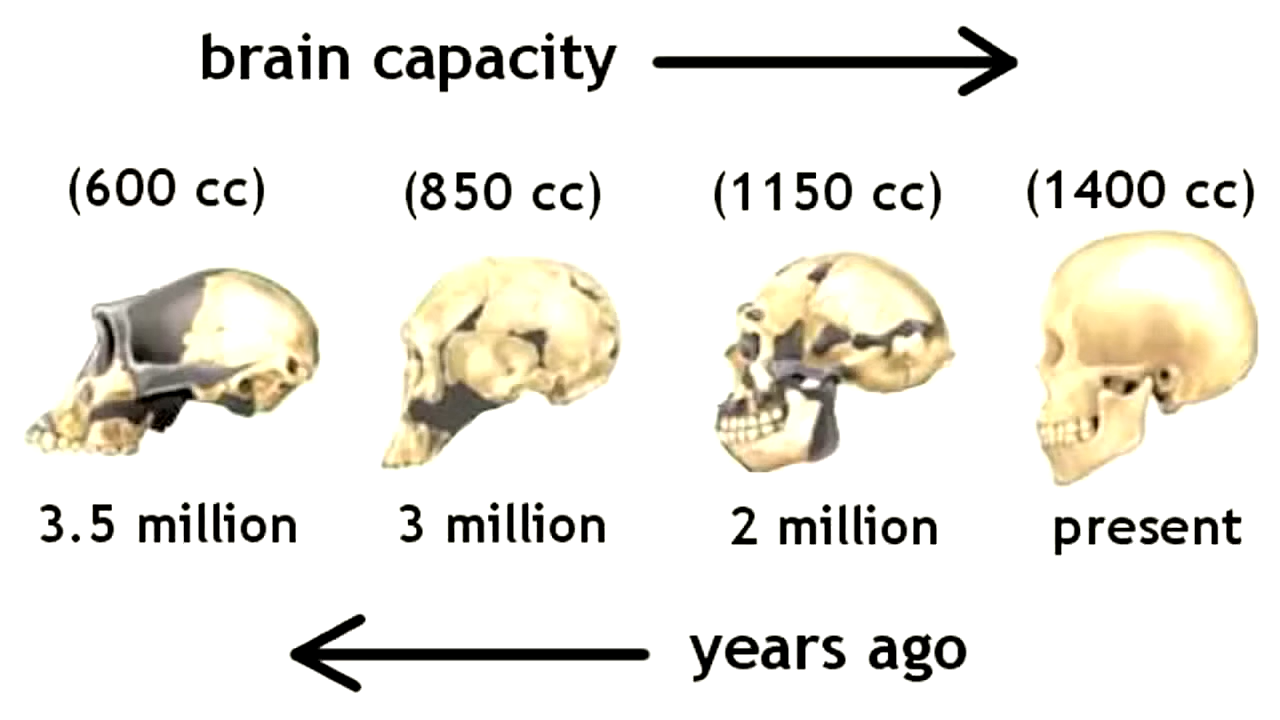 brain capacity
(600 cc) (850 cc) (1150 cc) (1400 cc)
3.5 million 3 million 2 million present
years ago